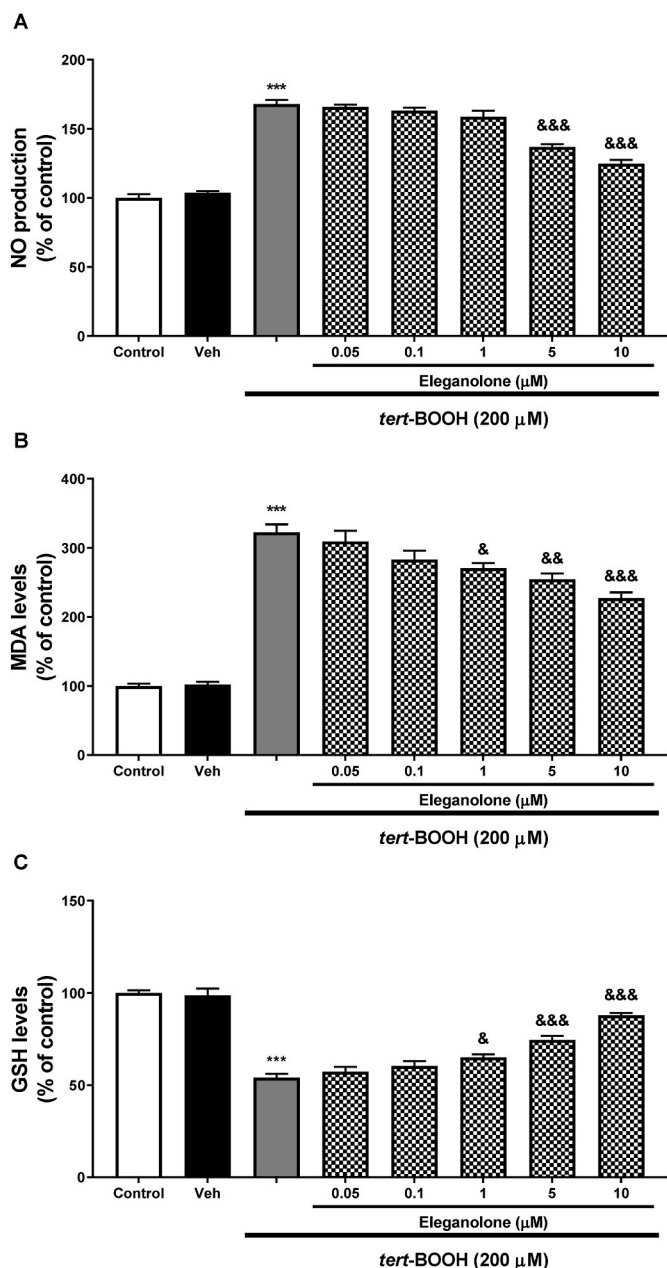 A
NO production
(% of control)
200
150
100
50
0
***
&&&
&&&
Control Veh 0.05 0.1 1 5 10
Eleganolone (μM)
tert-BOOH (200 μM)
B
MDA levels
(% of control)
400
300
200
100
0
***
&
&&
&&&
Control Veh 0.05 0.1 1 5 10
Eleganolone (μM)
tert-BOOH (200 μM)
C
GSH levels
(% of control)
150
100
50
0
***
&
&&&
&&&
Control Veh 0.05 0.1 1 5 10
Eleganolone (μM)
tert-BOOH (200 μM)